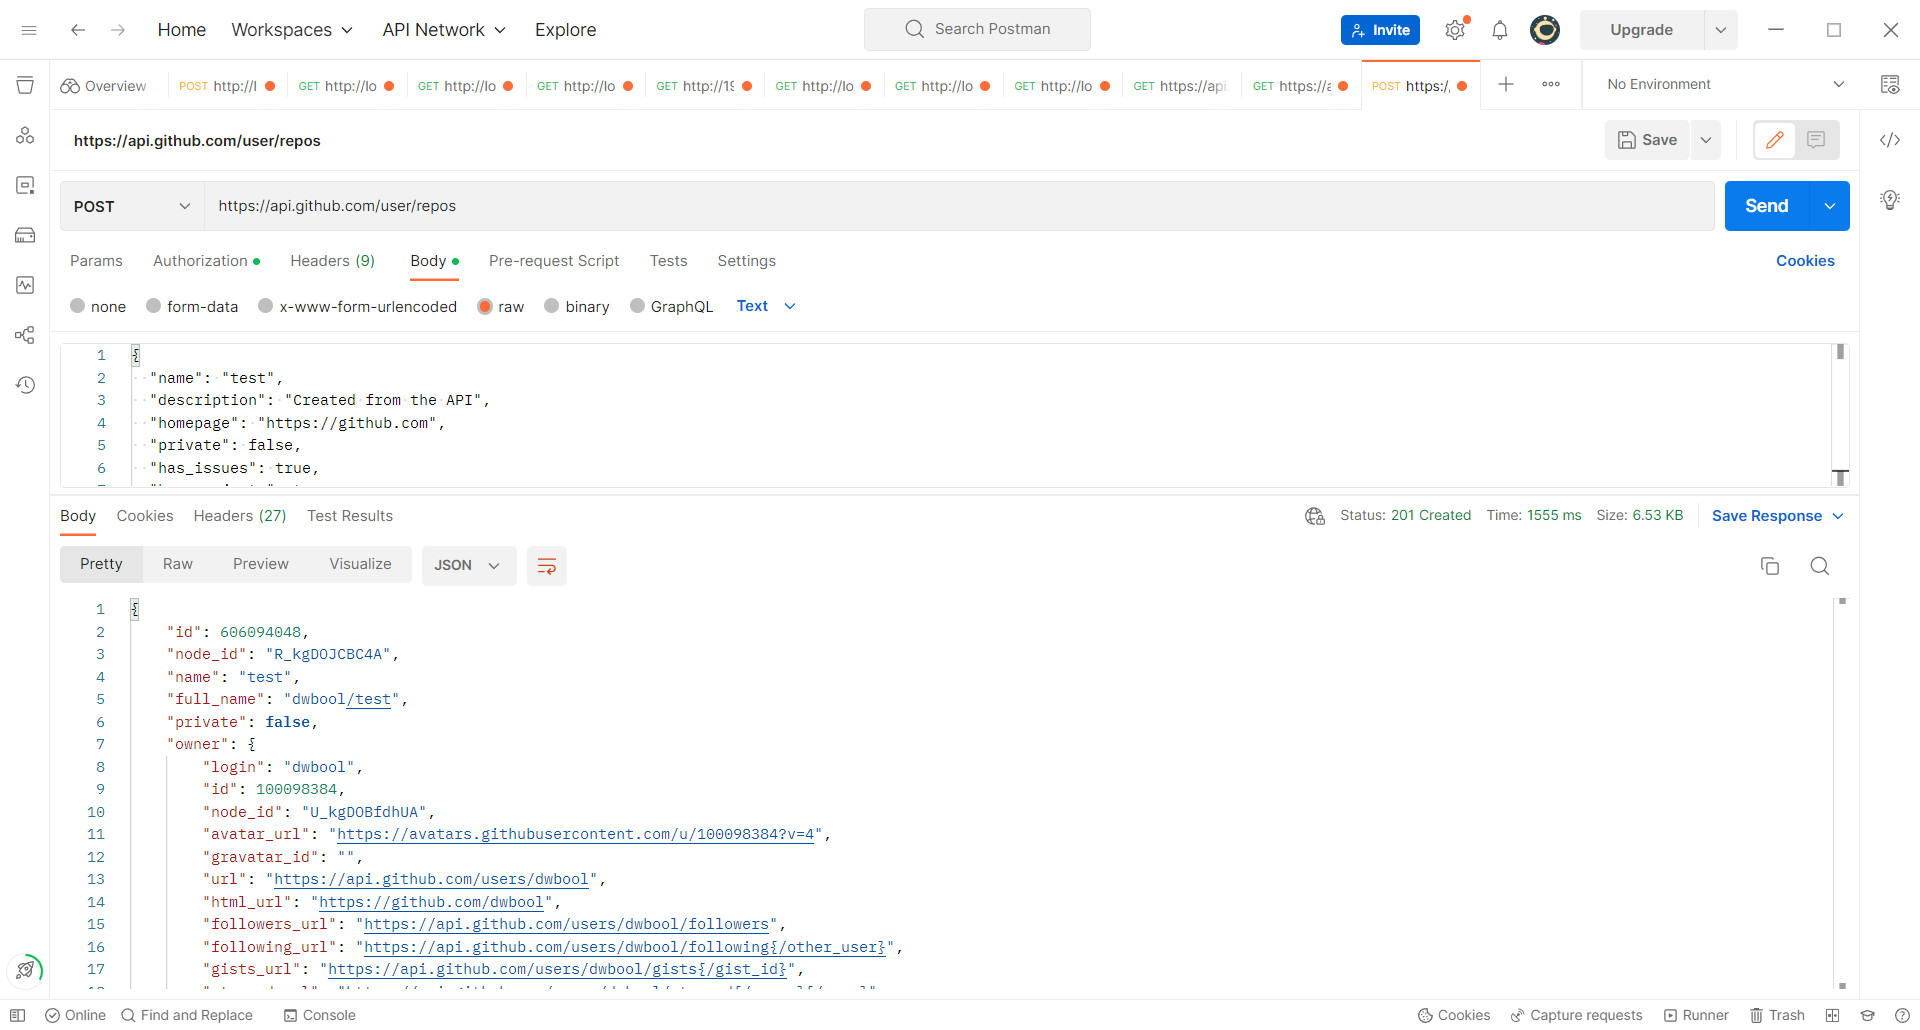 Home Workspaces API Network Explore Search Postman Invite Upgrade
Overview POST http://l GET http://lo GET http://lo GET http://lo GET http://19 GET http://lo GET http://lo GET http://lo GET https://api. GET https://a POST https://, No Environment
https://api.github.com/user/repos Save
POST https://api.github.com/user/repos Send
Params Authorization Headers (9) Body Pre-request Script Tests Settings Cookies
none form-data x-www-form-urlencoded raw binary GraphQL Text
1 {
2 "name": "test",
3 "description": "Created from the API",
4 "homepage": "https://github.com",
5 "private": false,
6 "has_issues": true,
Body Cookies Headers (27) Test Results Status: 201 Created Time: 1555 ms Size: 6.53 KB Save Response
Pretty Raw Preview Visualize JSON
1 {
2 "id": 606094048,
3 "node_id": "R_kgDOJCBC4A",
4 "name": "test",
5 "full_name": "dwbool/test",
6 "private": false,
7 "owner": {
8 "login": "dwbool",
9 "id": 100098384,
10 "node_id": "U_kgDOBfdhUA",
11 "avatar_url": "https://avatars.githubusercontent.com/u/100098384?v=4",
12 "gravatar_id": "",
13 "url": "https://api.github.com/users/dwbool",
14 "html_url": "https://github.com/dwbool",
15 "followers_url": "https://api.github.com/users/dwbool/followers",
16 "following_url": "https://api.github.com/users/dwbool/following{/other_user}",
17 "gists_url": "https://api.github.com/users/dwbool/gists{/gist_id}",
Online Find and Replace Console Cookies Capture requests Runner Trash